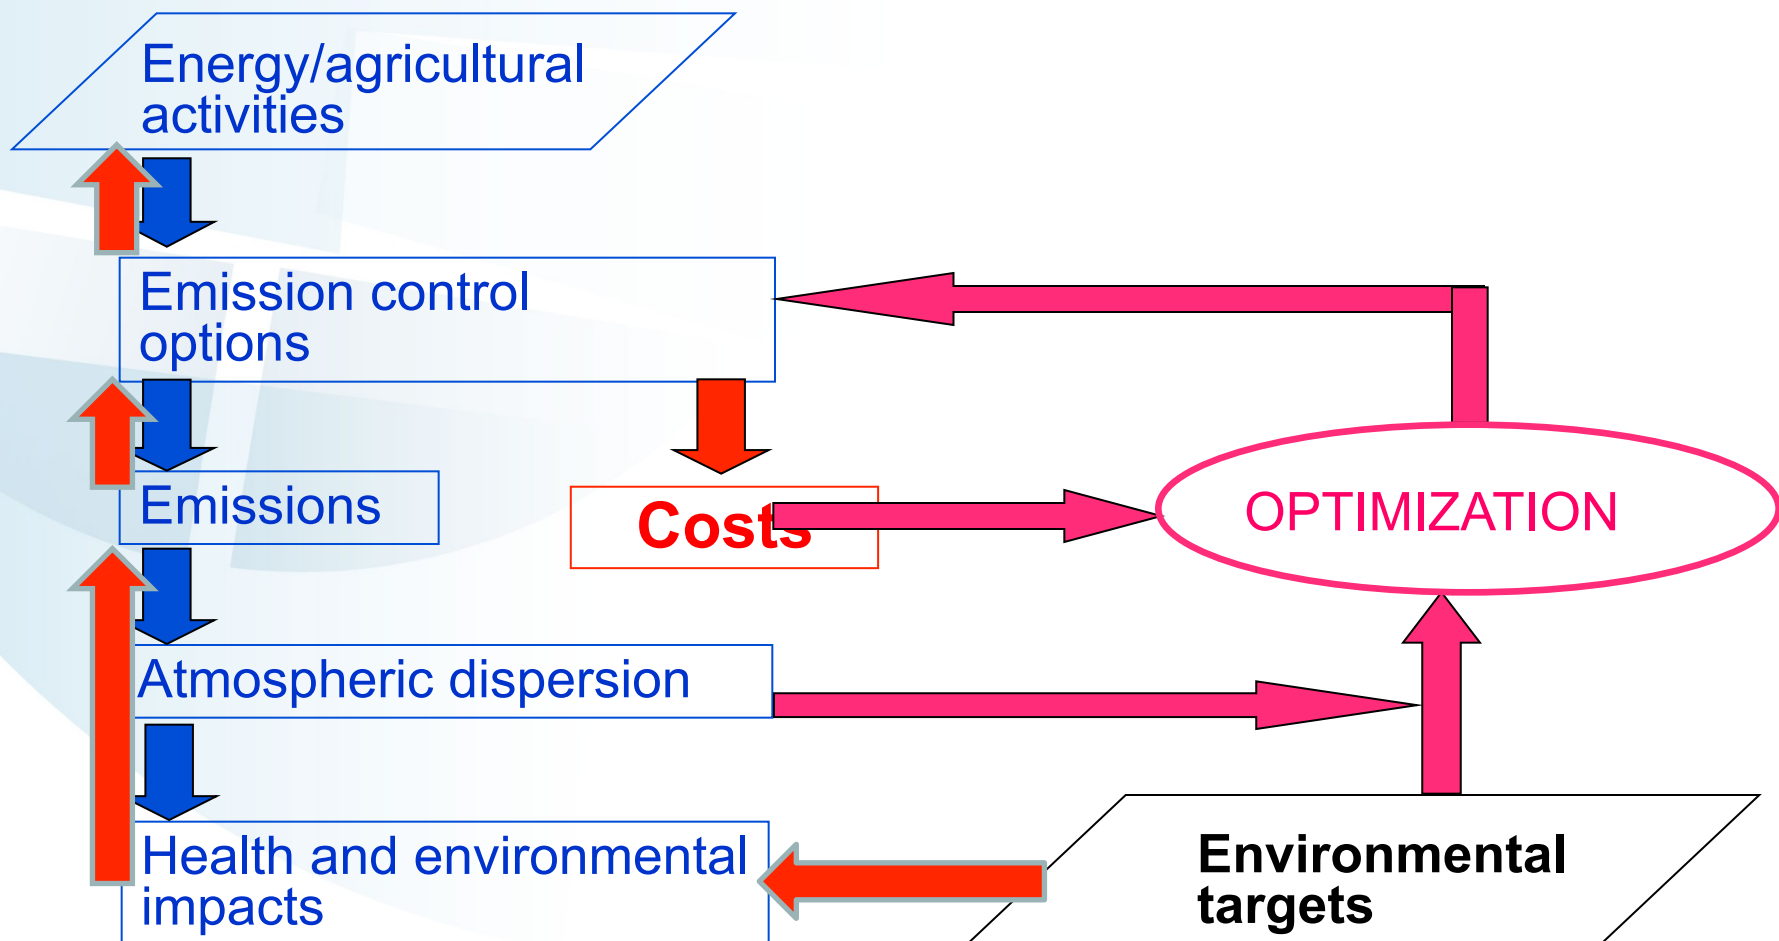 Energy/agricultural
activities
Emission control
options
Emissions
Costs
OPTIMIZATION
Atmospheric dispersion
Health and environmental
impacts
Environmental
targets